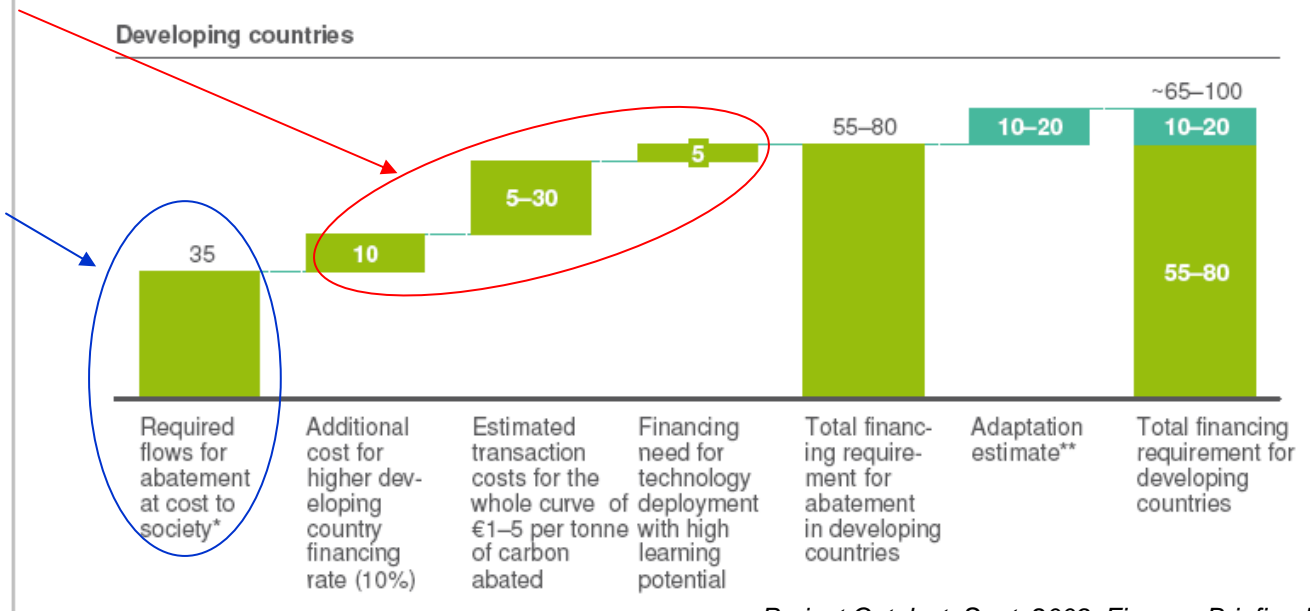 Developing countries
~65–100
10–20
10–20
55–80
5
5–30
35
10
55–80
Required
flows for
abatement
at cost to
society*
Additional
cost for
higher dev-
eloping
country
financing
rate (10%)
Estimated
transaction
costs for the
whole curve of
€1–5 per tonne
of carbon
abated
Financing
need for
technology
deployment
with high
learning
potential
Total financ-
ing require-
ment for
abatement
in developing
countries
Adaptation
estimate**
Total financing
requirement for
developing
countries